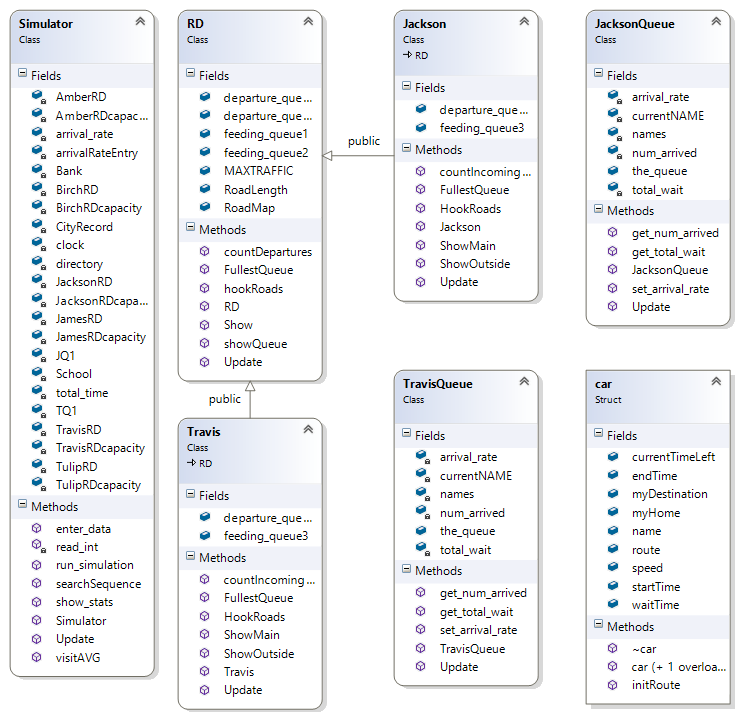 Simulator
Class
Fields
AmberRD
AmberRDcapac...
arrival_rate
arrivalRateEntry
Bank
BirchRD
BirchRDcapacity
CityRecord
clock
directory
JacksonRD
JacksonRDcapa...
JamesRD
JamesRDcapacity
JQ1
School
total_time
TQ1
TravisRD
TravisRDcapacity
TulipRD
TulipRDcapacity
Methods
enter_data
read_int
run_simulation
searchSequence
show_stats
Simulator
Update
visitAVG
RD
Class
Fields
departure_que...
feeding_queue1
feeding_queue2
MAXTRAFFIC
RoadLength
RoadMap
Methods
countDepartures
FullestQueue
hookRoads
RD
Show
showQueue
Update
public
Travis
Class
RD
Fields
departure_que...
feeding_queue3
Methods
countIncoming...
FullestQueue
HookRoads
ShowMain
ShowOutside
Travis
Update
public
Jackson
Class
RD
Fields
departure_que...
feeding_queue3
Methods
countIncoming...
FullestQueue
HookRoads
Jackson
ShowMain
ShowOutside
Update
TravisQueue
Class
Fields
arrival_rate
currentNAME
names
num_arrived
the_queue
total_wait
Methods
get_num_arrived
get_total_wait
set_arrival_rate
TravisQueue
Update
JacksonQueue
Class
Fields
arrival_rate
currentNAME
names
num_arrived
the_queue
total_wait
Methods
get_num_arrived
get_total_wait
JacksonQueue
set_arrival_rate
Update
car
Struct
Fields
currentTimeLeft
endTime
myDestination
myHome
name
route
speed
startTime
waitTime
Methods
~car
car (+ 1 overloa...
initRoute